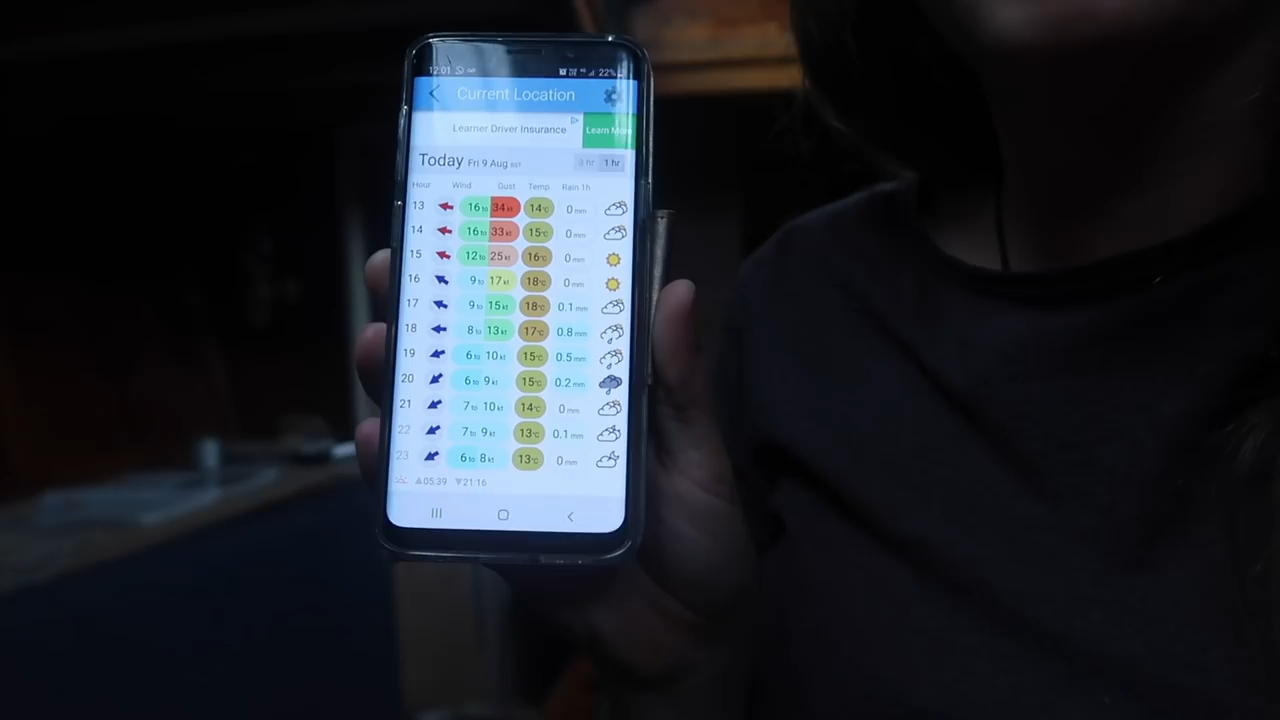 12:01 22%
Current Location
Learner Driver Insurance Learn More
Today Fri 9 Aug BST 3 hr 1 hr
Hour Wind Gust Temp Rain 1h
13 16 to 34 kt 14°C 0 mm
14 16 to 33 kt 15°C 0 mm
15 12 to 25 kt 16°C 0 mm
16 9 to 17 kt 18°C 0 mm
17 9 to 15 kt 18°C 0.1 mm
18 8 to 13 kt 17°C 0.8 mm
19 6 to 10 kt 15°C 0.5 mm
20 6 to 9 kt 15°C 0.2 mm
21 7 to 10 kt 14°C 0 mm
22 7 to 9 kt 13°C 0.1 mm
23 6 to 8 kt 13°C 0 mm
▲05:39 ▼21:16